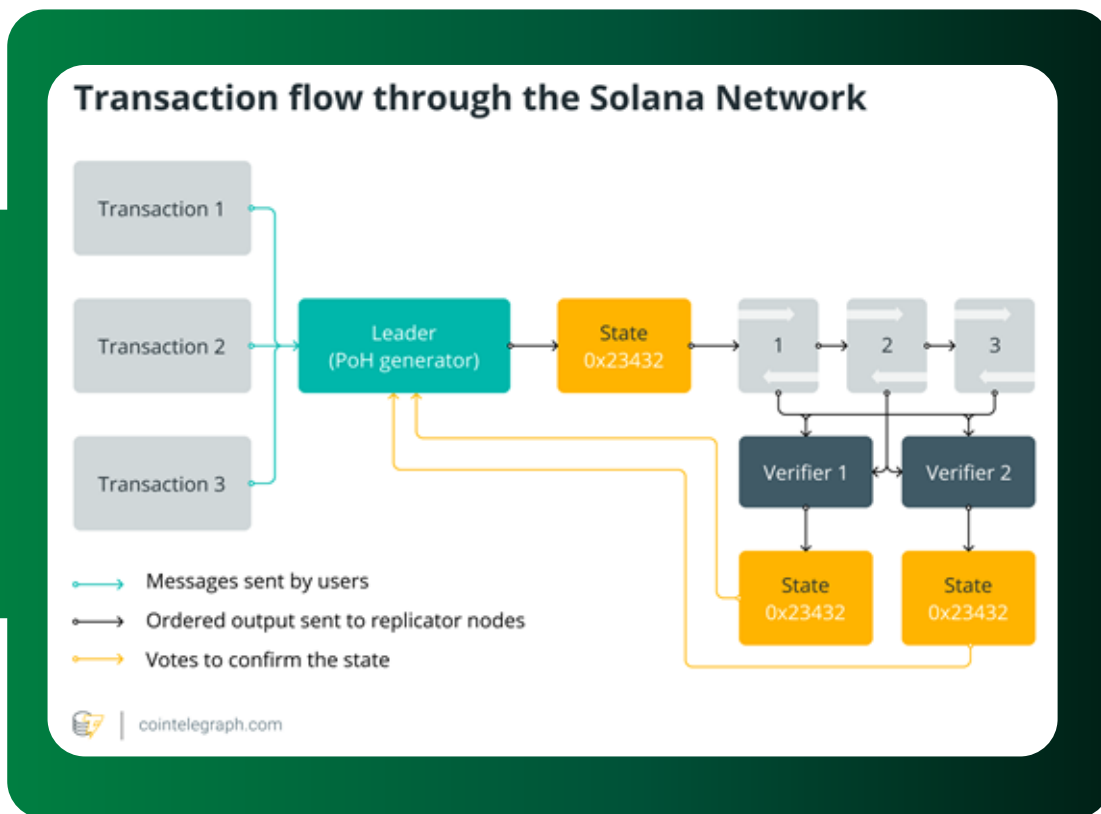 Transaction flow through the Solana Network
Transaction 1
Transaction 2
Transaction 3
Leader
(PoH generator)
State
0x23432
1
2
3
Verifier 1
Verifier 2
State
0x23432
State
0x23432
Messages sent by users
Ordered output sent to replicator nodes
Votes to confirm the state
cointelegraph.com